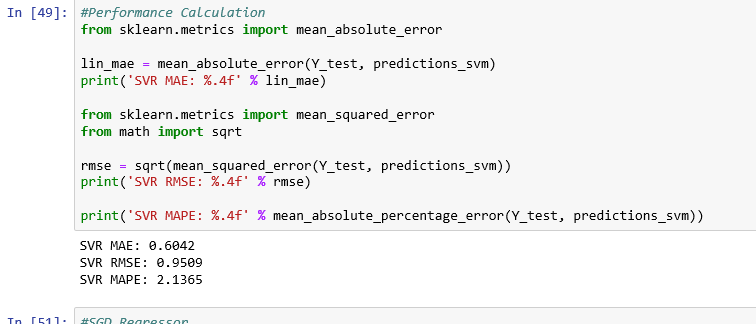 In [49]: #Performance Calculation
from sklearn.metrics import mean_absolute_error
lin_mae = mean_absolute_error(Y_test, predictions_svm)
print('SVR MAE: %.4f' % lin_mae)
from sklearn.metrics import mean_squared_error
from math import sqrt
rmse = sqrt(mean_squared_error(Y_test, predictions_svm))
print('SVR RMSE: %.4f' % rmse)
print('SVR MAPE: %.4f' % mean_absolute_percentage_error(Y_test, predictions_svm))
SVR MAE: 0.6042
SVR RMSE: 0.9509
SVR MAPE: 2.1365
In [51]: #SGD Regressor